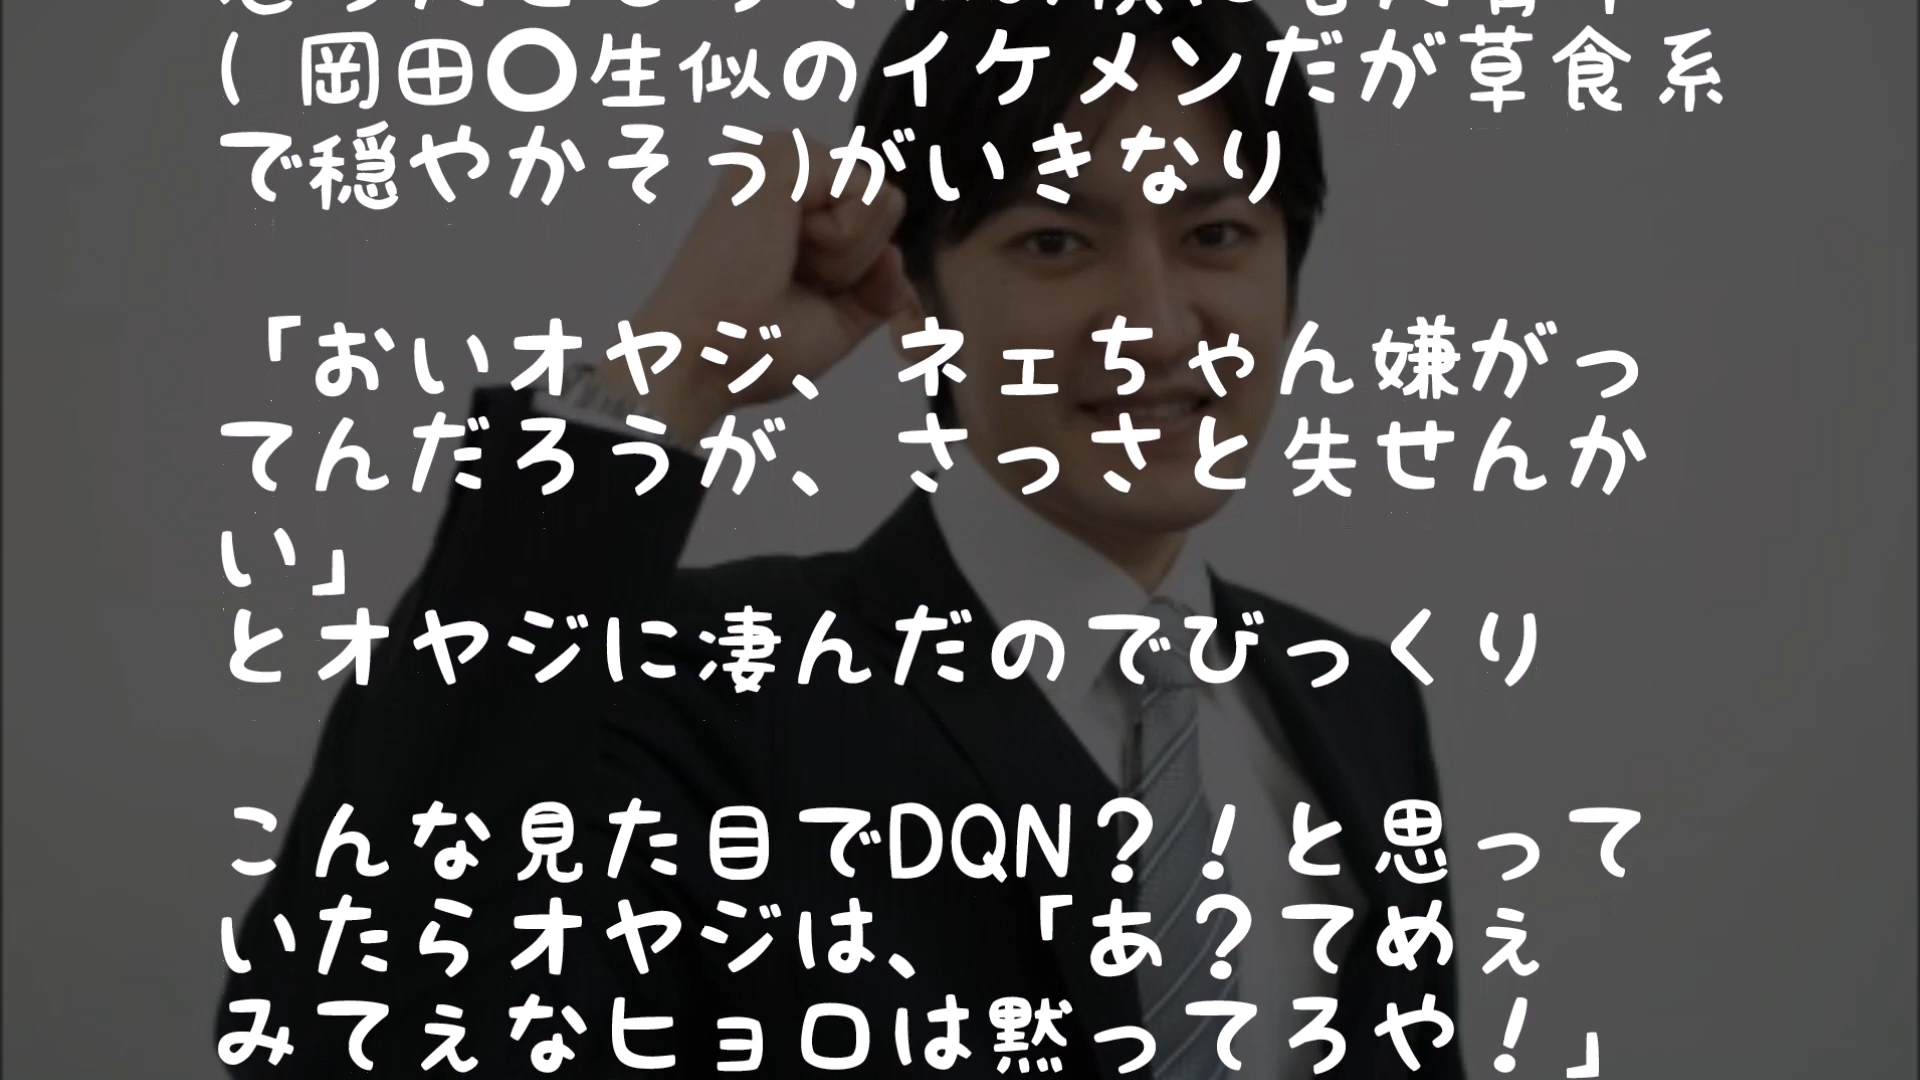 (岡田〇生似のイケメンだが草食系
で穏やかそう)がいきなり
「おいオヤジ、ネェちゃん嫌がっ
てんだろうが、さっさと失せんか
い」
とオヤジに凄んだのでびっくり
こんな見た目でDQN？！と思って
いたらオヤジは、「あ？てめぇ
みてぇなヒョロは黙ってろや！」